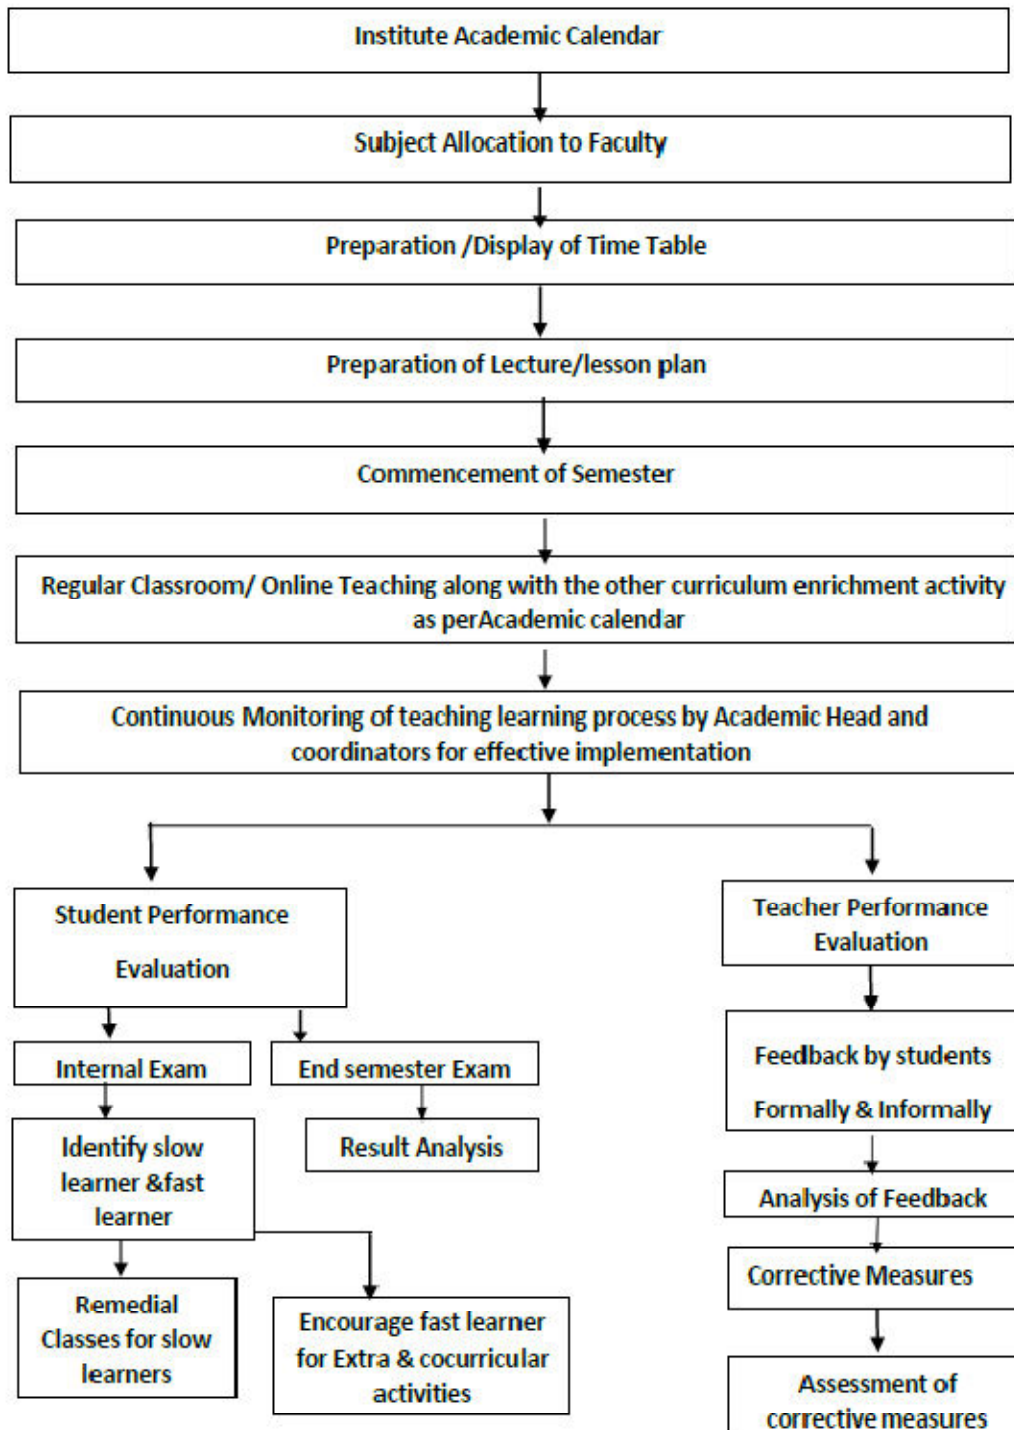 Institute Academic Calendar
Subject Allocation to Faculty
Preparation /Display of Time Table
Preparation of Lecture/lesson plan
Commencement of Semester
Regular Classroom/ Online Teaching along with the other curriculum enrichment activity
as perAcademic calendar
Continuous Monitoring of teaching learning process by Academic Head and
coordinators for effective implementation
Student Performance
Evaluation
Internal Exam
End semester Exam
Identify slow
learner &fast
learner
Result Analysis
Remedial
Classes for slow
learners
Encourage fast learner
for Extra & cocurricular
activities
Teacher Performance
Evaluation
Feedback by students
Formally & Informally
Analysis of Feedback
Corrective Measures
Assessment of
corrective measures